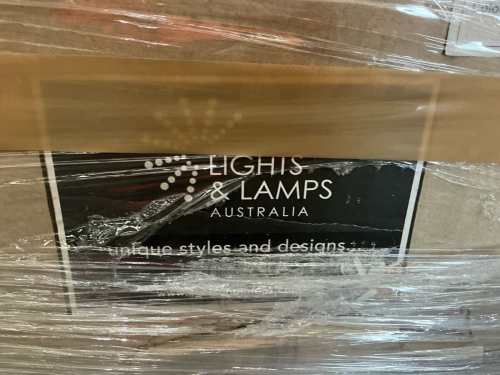 LIGHTS
& LAMPS
AUSTRALIA
unique styles and designs...